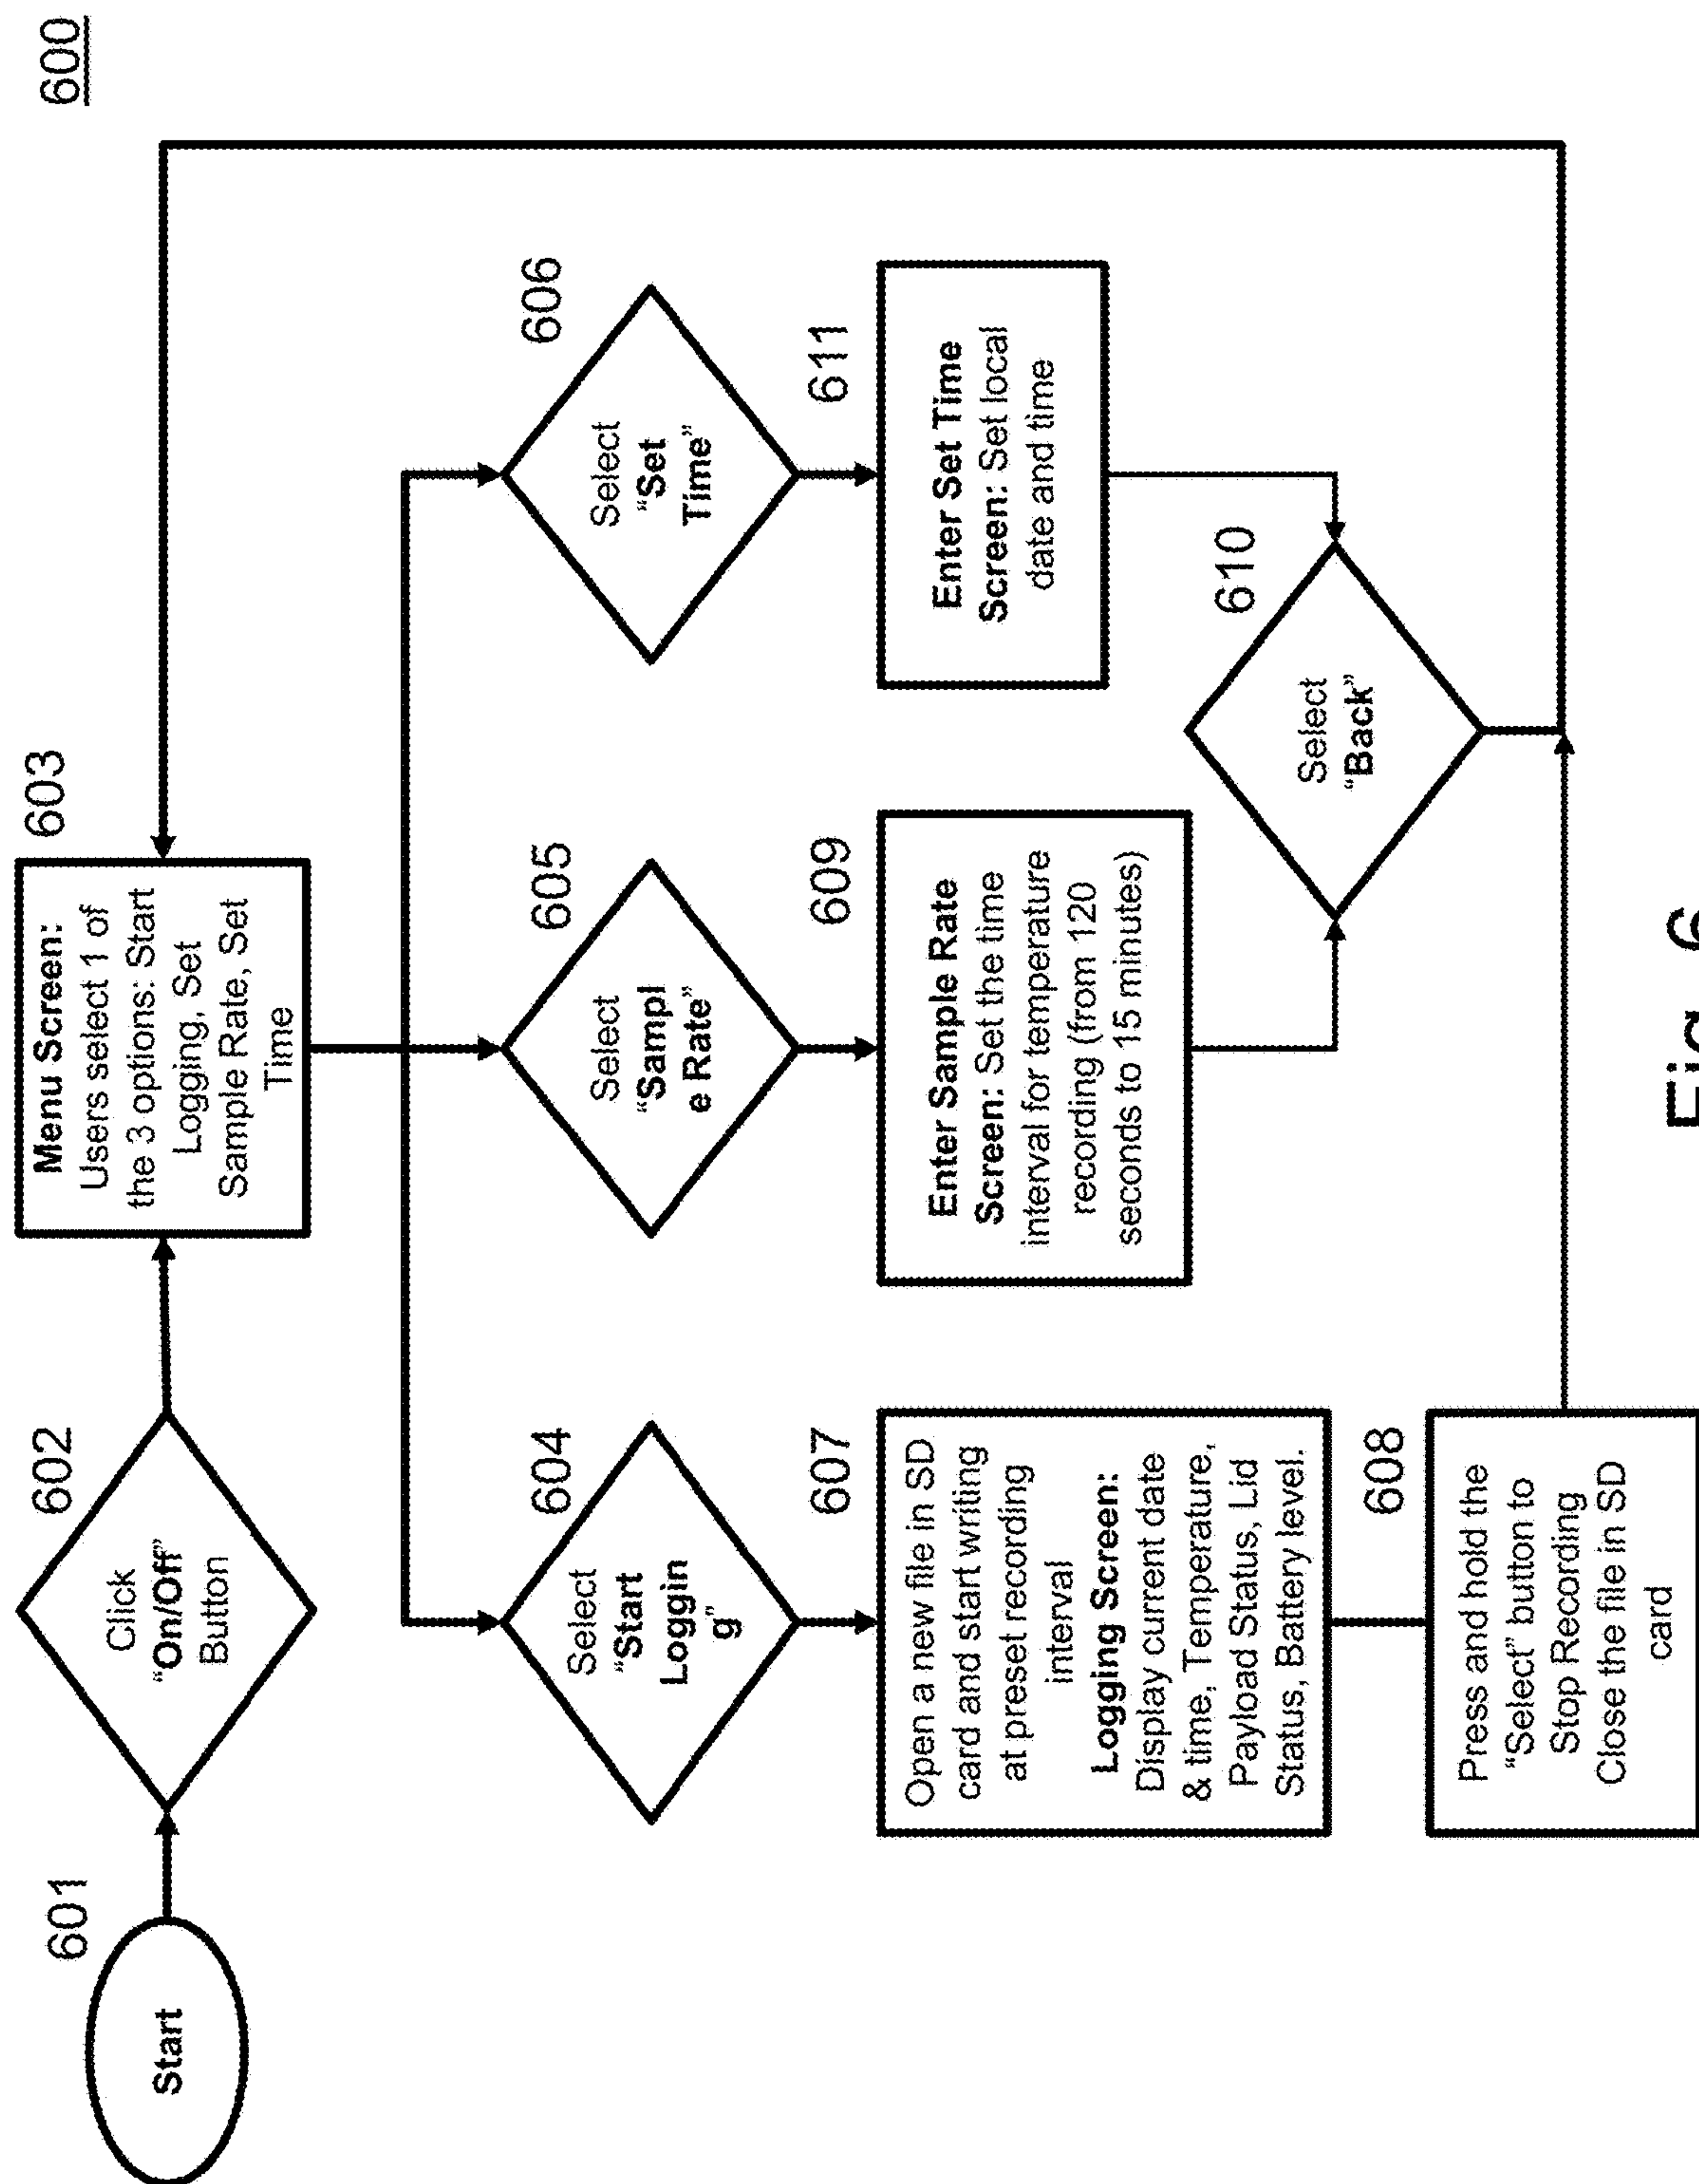 600
601
Start
602
Click
“On/Off”
Button
603
Menu Screen:
Users select 1 of
the 3 options: Start
Logging, Set
Sample Rate, Set
Time
604
Select
“Start
Loggin
g”
605
Select
“Sampl
e Rate”
606
Select
“Set
Time”
607
Open a new file in SD
card and start writing
at preset recording
interval
Logging Screen:
Display current date
& time, Temperature,
Payload Status, Lid
Status, Battery level.
609
Enter Sample Rate
Screen: Set the time
interval for temperature
recording (from 120
seconds to 15 minutes)
611
Enter Set Time
Screen: Set local
date and time
608
Press and hold the
“Select” button to
Stop Recording
Close the file in SD
card
610
Select
“Back”
Fig. 6